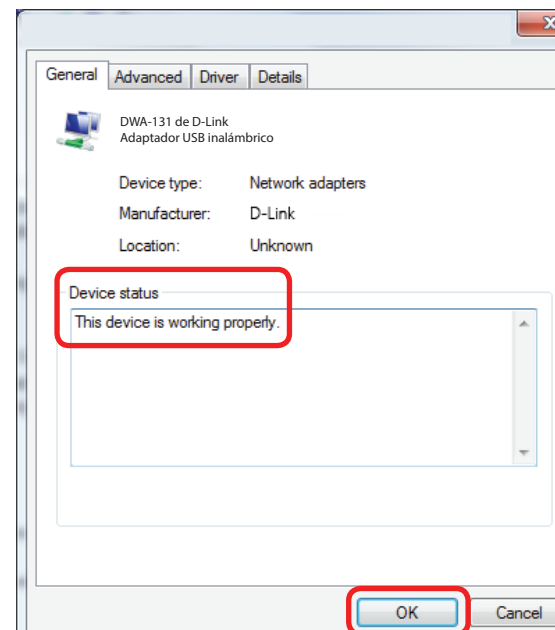 General Advanced Driver Details
DWA-131 de D-Link
Adaptador USB inalámbrico
Device type: Network adapters
Manufacturer: D-Link
Location: Unknown
Device status
This device is working properly.
OK Cancel